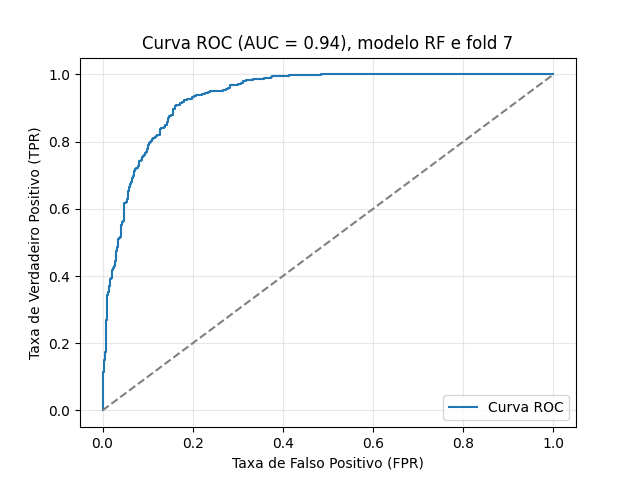 Curva ROC (AUC = 0.94), modelo RF e fold 7
Taxa de Verdadeiro Positivo (TPR)
1.0
0.8
0.6
0.4
0.2
0.0
Curva ROC
0.0 0.2 0.4 0.6 0.8 1.0
Taxa de Falso Positivo (FPR)